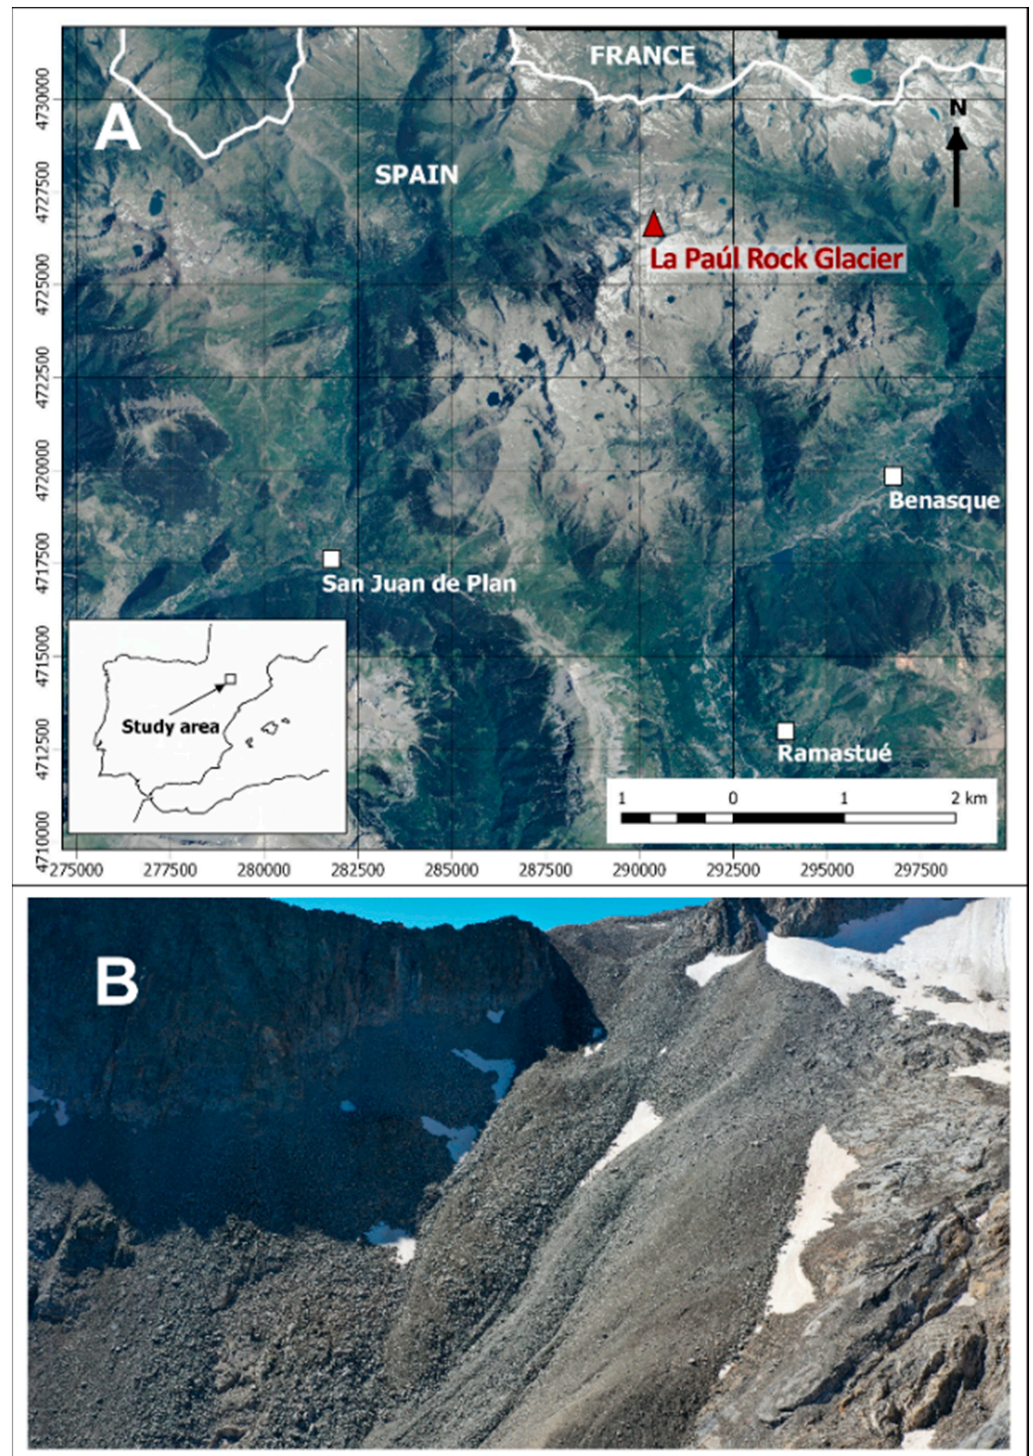 FRANCE
A
N
SPAIN
La Paúl Rock Glacier
Benasque
San Juan de Plan
Study area
Ramastué
1 0 1 2 km
4730000
4727500
4725000
4722500
4720000
4717500
4715000
4712500
4710000
275000 277500 280000 282500 285000 287500 290000 292500 295000 297500
B